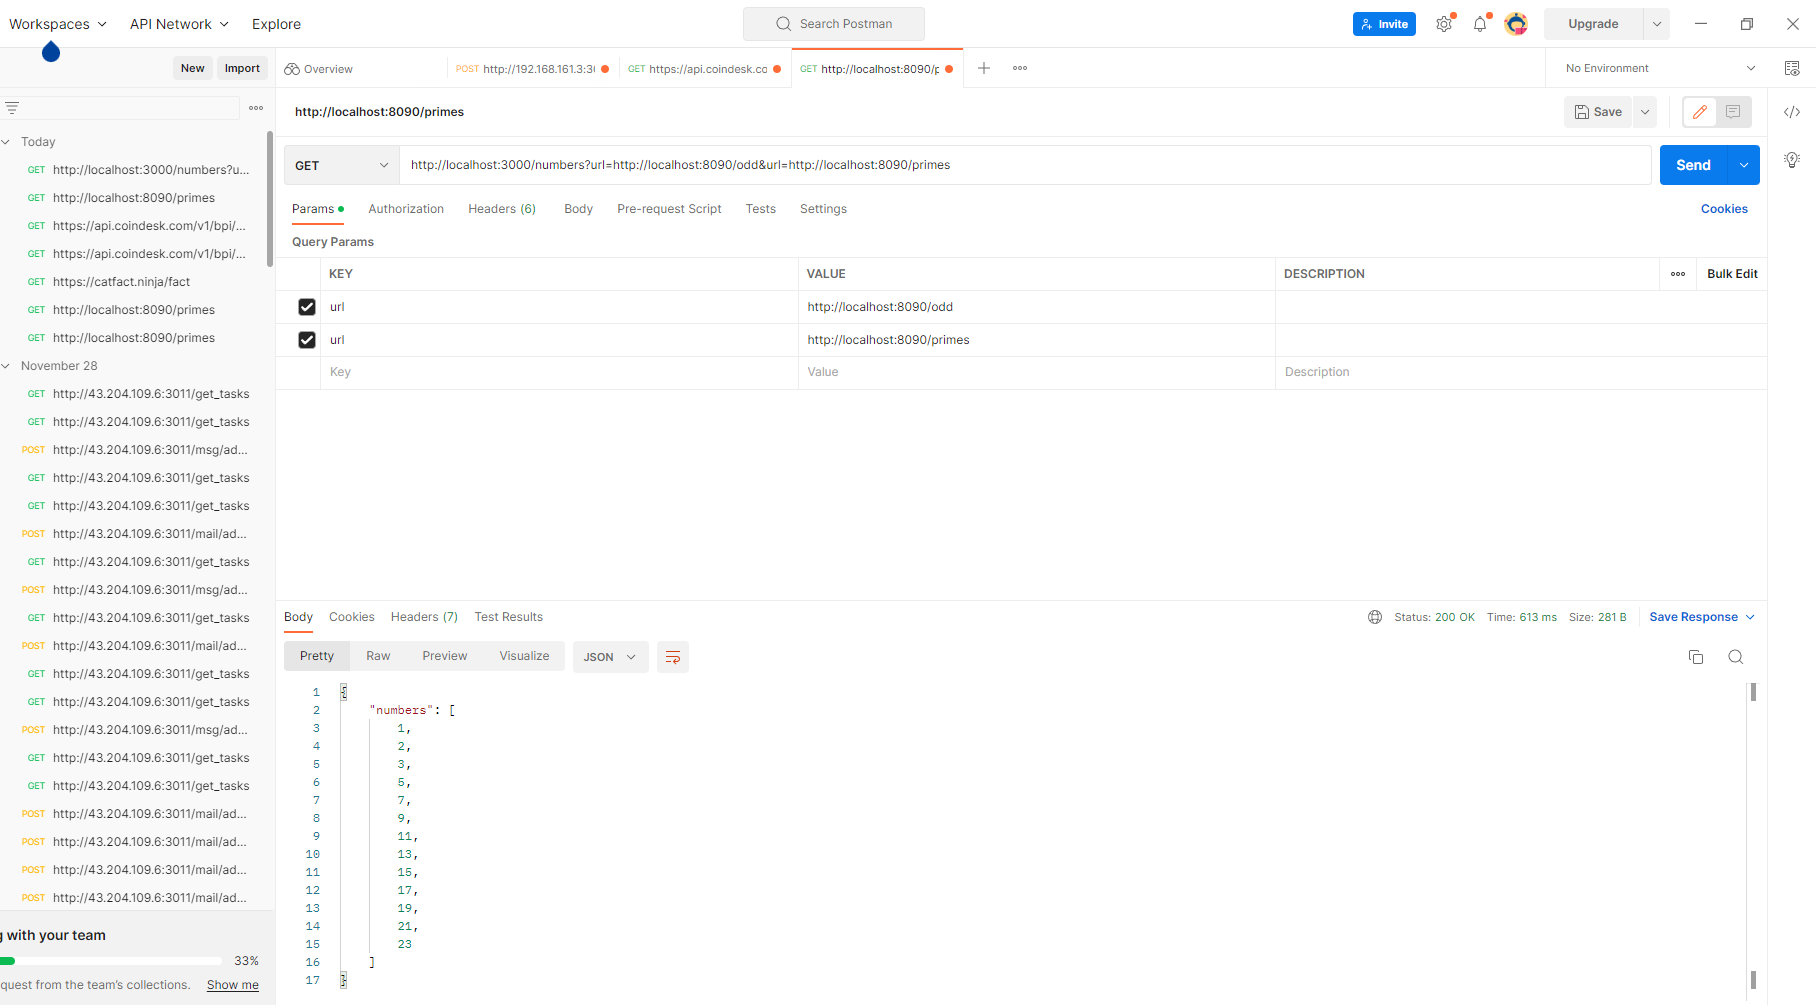 Workspaces
API Network
Explore
Search Postman
Invite
Upgrade
New
Import
Overview
POST http://192.168.161.3:3(
GET https://api.coindesk.co
GET http://localhost:8090/p
No Environment
http://localhost:8090/primes
Save
Today
GET http://localhost:3000/numbers?u...
GET http://localhost:8090/primes
GET https://api.coindesk.com/v1/bpi/...
GET https://api.coindesk.com/v1/bpi/...
GET https://catfact.ninja/fact
GET http://localhost:8090/primes
GET http://localhost:8090/primes
November 28
GET http://43.204.109.6:3011/get_tasks
GET http://43.204.109.6:3011/get_tasks
POST http://43.204.109.6:3011/msg/ad...
GET http://43.204.109.6:3011/get_tasks
GET http://43.204.109.6:3011/get_tasks
POST http://43.204.109.6:3011/mail/ad...
GET http://43.204.109.6:3011/get_tasks
POST http://43.204.109.6:3011/msg/ad...
GET http://43.204.109.6:3011/get_tasks
POST http://43.204.109.6:3011/mail/ad...
GET http://43.204.109.6:3011/get_tasks
GET http://43.204.109.6:3011/get_tasks
POST http://43.204.109.6:3011/msg/ad...
GET http://43.204.109.6:3011/get_tasks
GET http://43.204.109.6:3011/get_tasks
POST http://43.204.109.6:3011/mail/ad...
POST http://43.204.109.6:3011/mail/ad...
POST http://43.204.109.6:3011/mail/ad...
POST http://43.204.109.6:3011/mail/ad...
g with your team
33%
quest from the team's collections. Show me
GET
http://localhost:3000/numbers?url=http://localhost:8090/odd&url=http://localhost:8090/primes
Send
Params
Authorization
Headers (6)
Body
Pre-request Script
Tests
Settings
Cookies
Query Params
KEY VALUE DESCRIPTION Bulk Edit
url http://localhost:8090/odd
url http://localhost:8090/primes
Key Value Description
Body
Cookies
Headers (7)
Test Results
Status: 200 OK Time: 613 ms Size: 281 B
Save Response
Pretty
Raw
Preview
Visualize
JSON
1 {
2 "numbers": [
3 1,
4 2,
5 3,
6 5,
7 7,
8 9,
9 11,
10 13,
11 15,
12 17,
13 19,
14 21,
15 23
16 ]
17 }